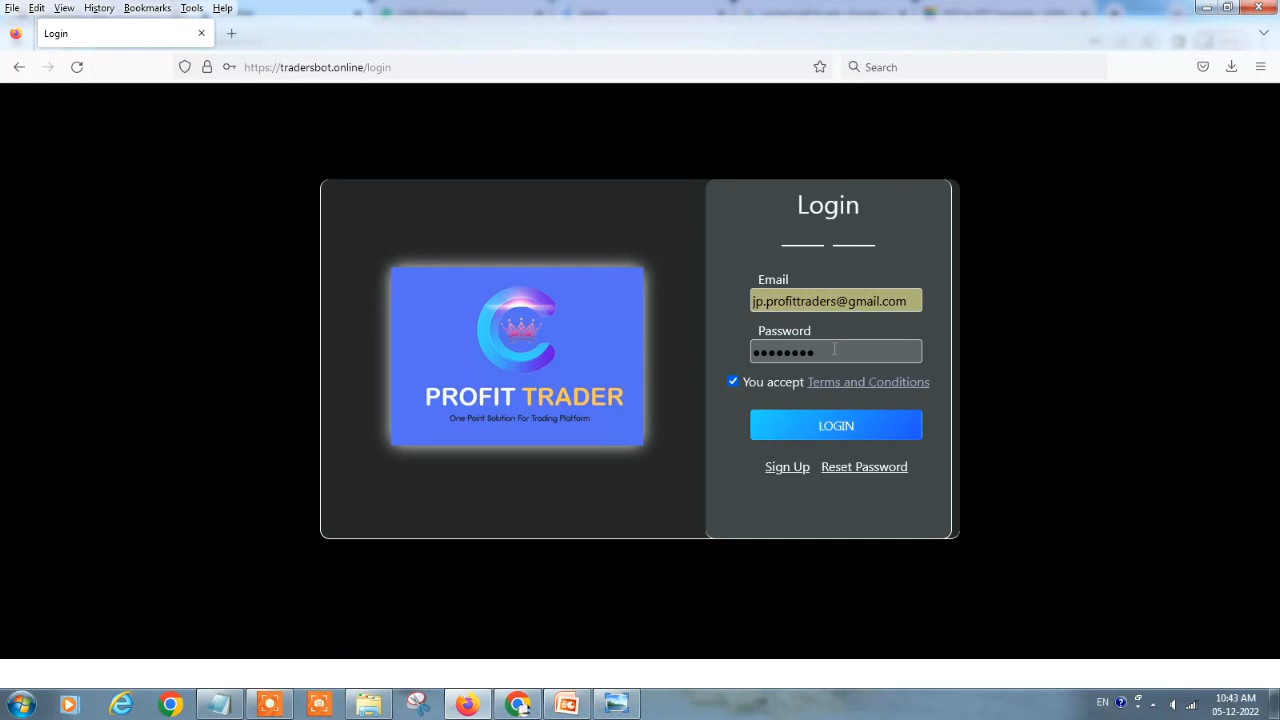 File Edit View History Bookmarks Tools Help
Login
https://tradersbot.online/login
Search
Login
Email
jp.profittraders@gmail.com
Password
You accept Terms and Conditions
LOGIN
Sign Up Reset Password
PROFIT TRADER
One Point Solution For Trading Platform
EN
10:43 AM
05-12-2022